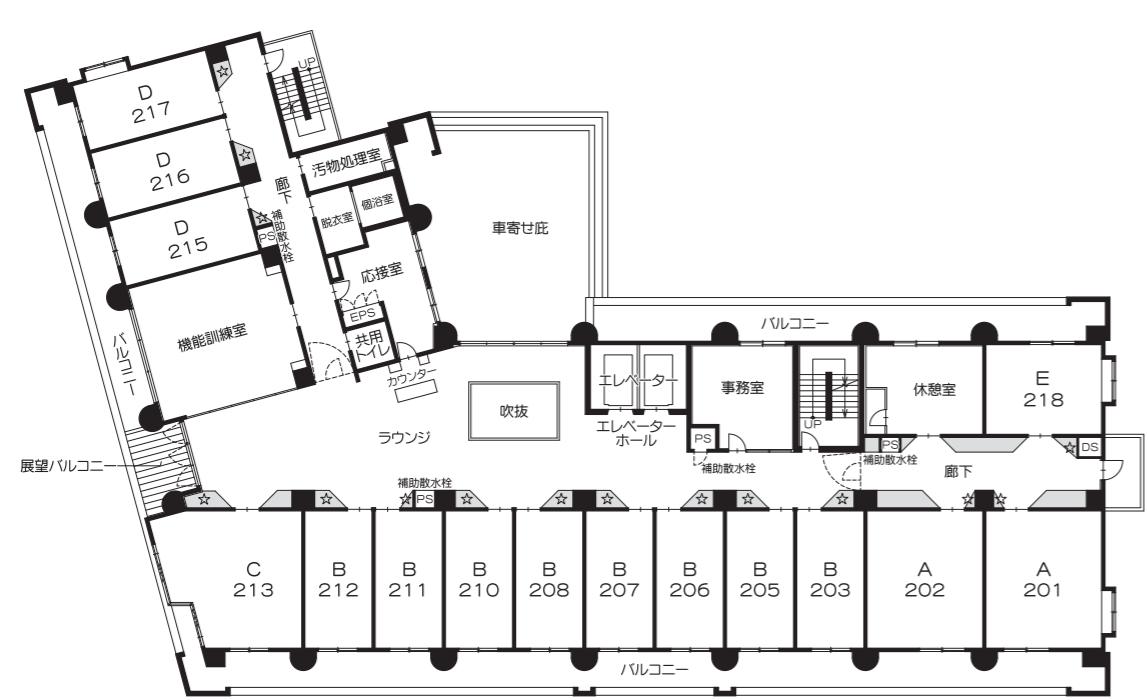 D
217
UP
D
216
汚物処理室
廊下
個浴室
脱衣室
☆
☆
☆
補助散水栓
PS
D
215
車寄せ庇
応接室
EPS
機能訓練室
共用
トイレ
カウンター
バルコニー
バルコニー
エレベーター
エレベーター
ホール
事務室
UP
休憩室
E
218
吹抜
ラウンジ
PS
補助散水栓
PS
補助散水栓
☆
DS
廊下
展望バルコニー
補助散水栓
☆
☆
☆
PS
☆
☆
☆
☆
☆
☆
☆
☆
C
213
B
212
B
211
B
210
B
208
B
207
B
206
B
205
B
203
A
202
A
201
バルコニー